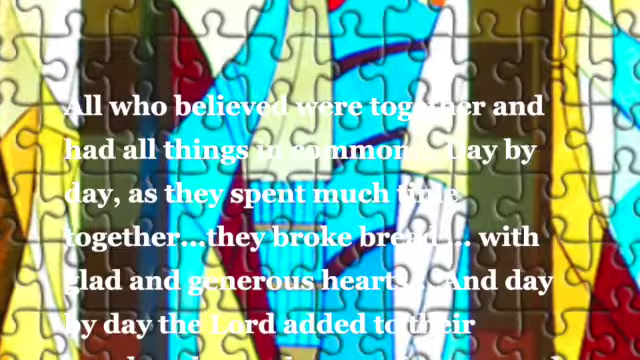 All who believed were together and
had all things in common... Day by
day, as they spent much time
together...they broke bread... with
glad and generous hearts... And day
by day the Lord added to their